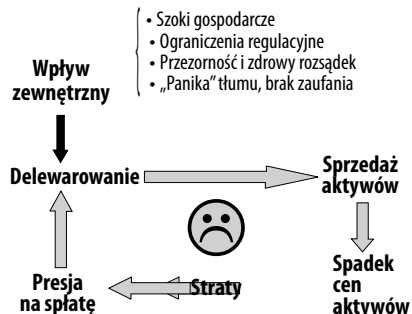 • Szoki gospodarcze
• Ograniczenia regulacyjne
• Przezorność i zdrowy rozsądek
• „Panika” tłumu, brak zaufania
Wpływ
zewnętrzny
Delewarowanie
Sprzedaż
aktywów
Spadek
cen
aktywów
Straty
Presja
na spłatę